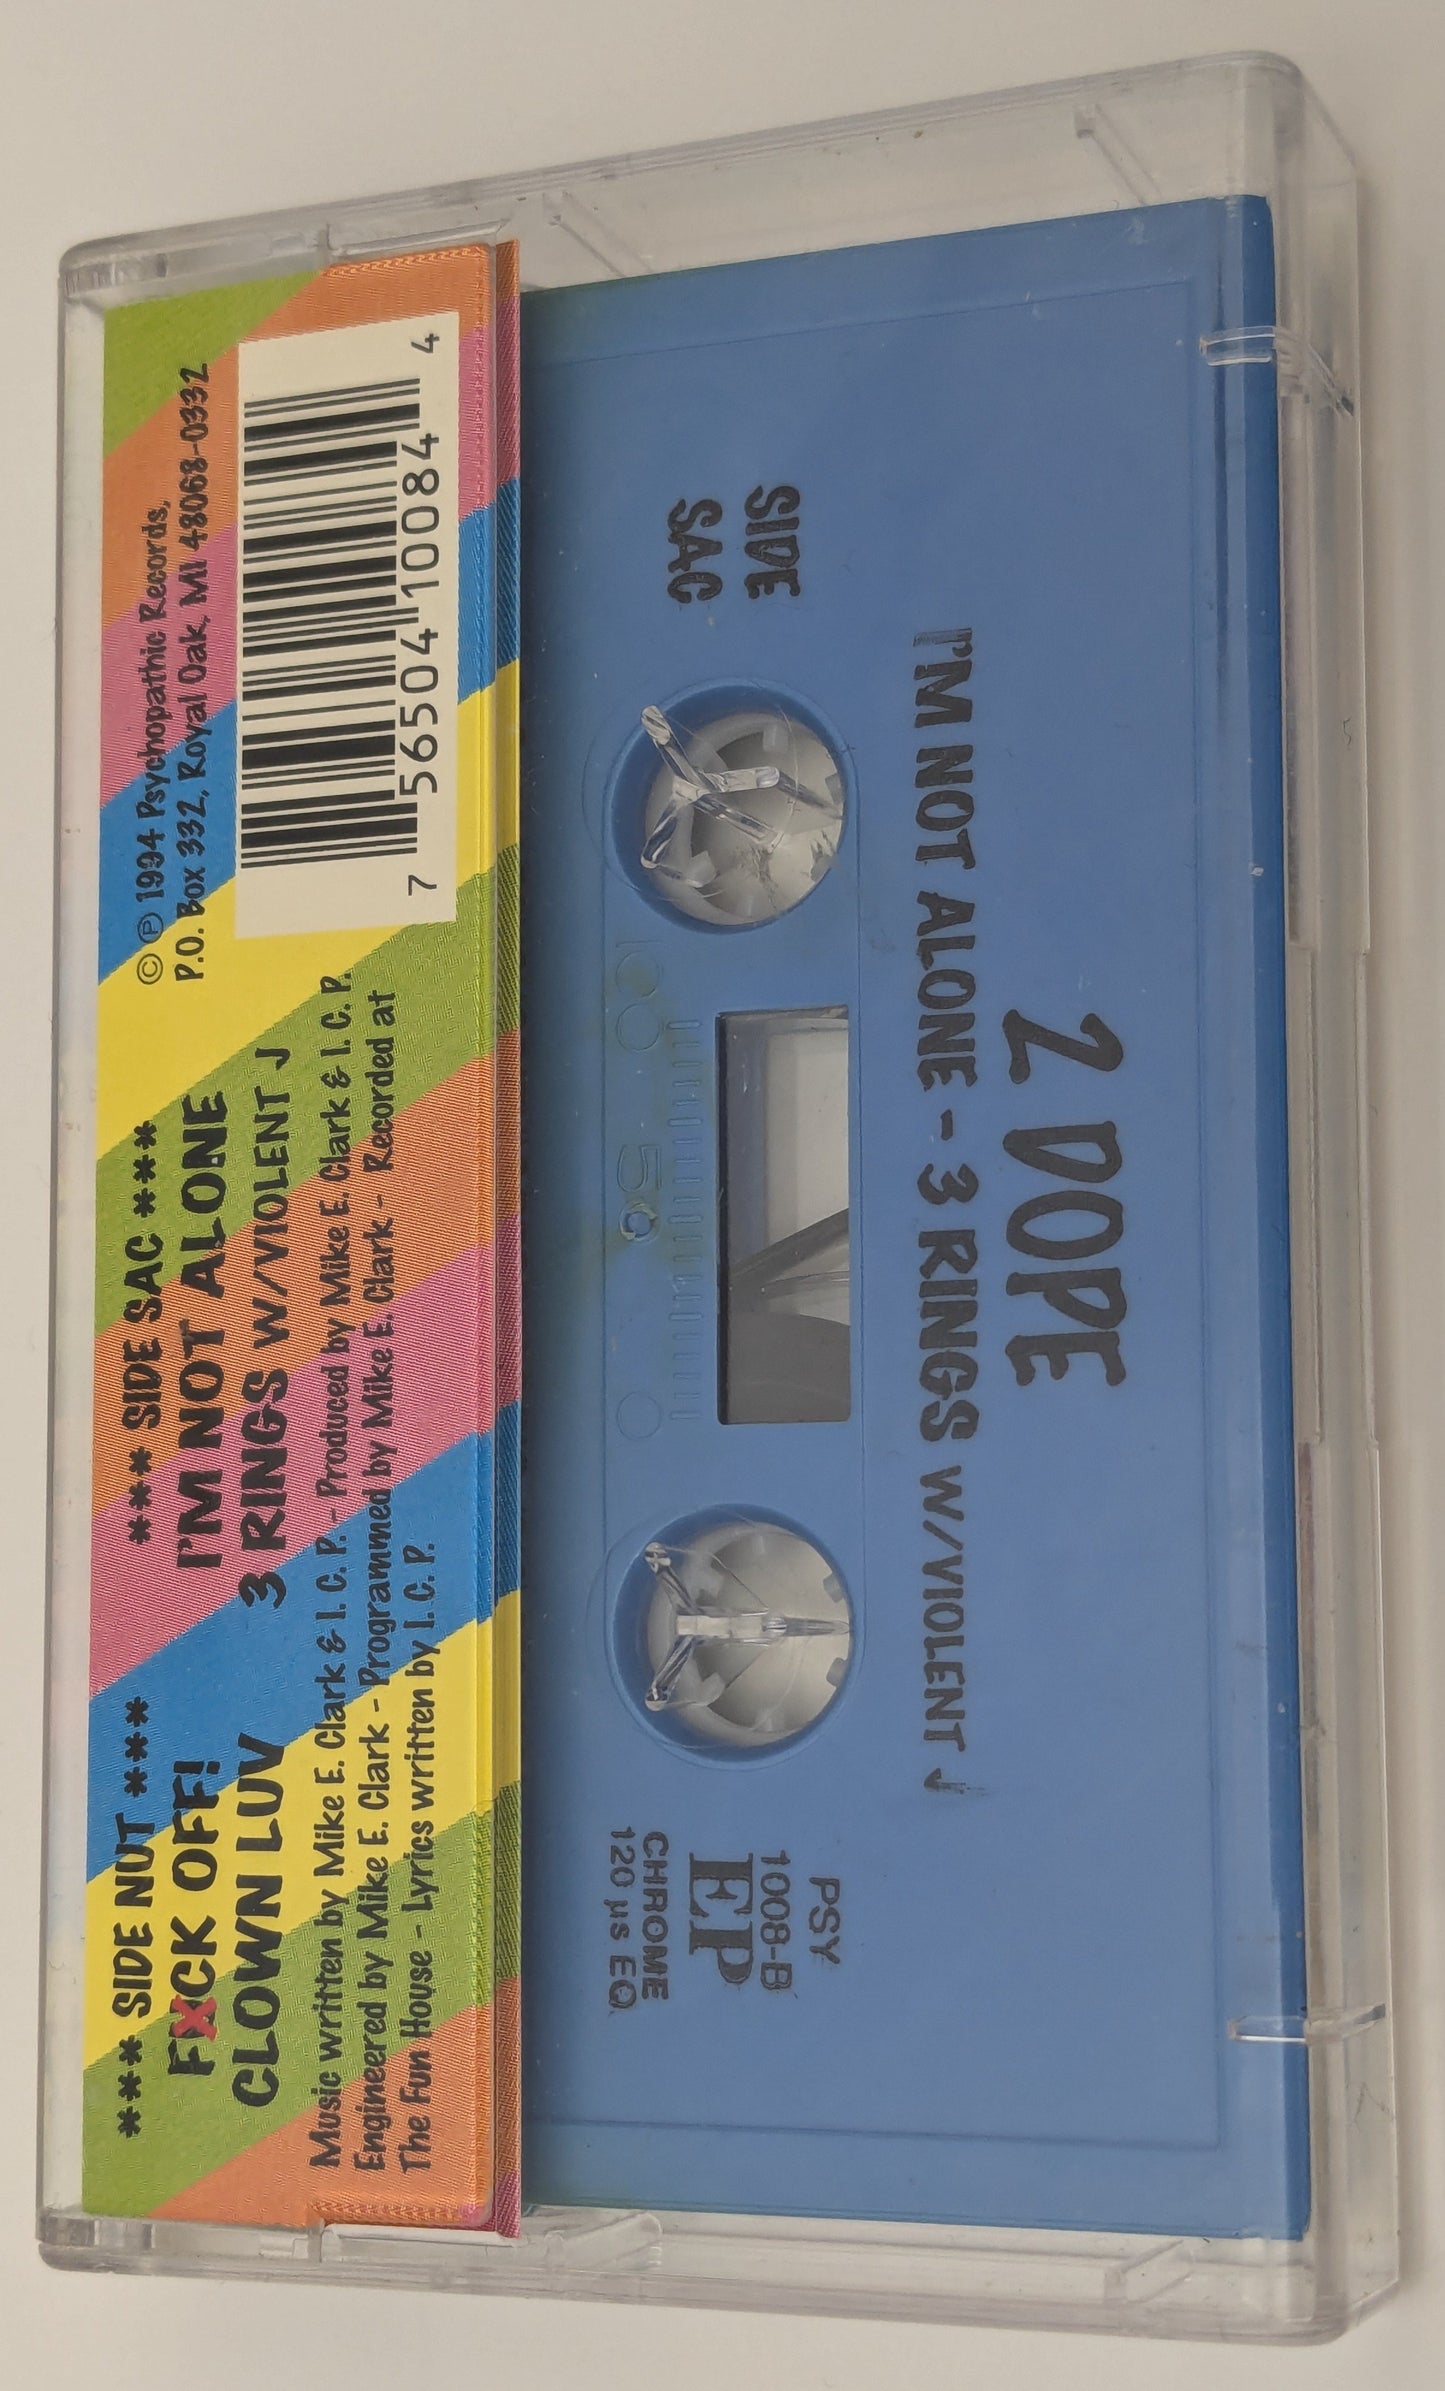 *** SIDE NUT ***
FXCK OFF!
CLOWN LUV
*** SIDE SAC ***
I'M NOT ALONE
3 RINGS W/VIOLENT J
Music written by Mike E. Clark & I. C. P. - Produced by Mike E. Clark & I. C. P.
Engineered by Mike E. Clark - Programmed by Mike E. Clark - Recorded at
The Fun House - Lyrics written by I. C. P.
© ℗ 1994 Psychopathic Records,
P.O. Box 332, Royal Oak, MI 48068-0332
7 56504 10084 4
2 DOPE
I'M NOT ALONE - 3 RINGS W/VIOLENT J
SIDE
SAC
PSY
1008-B
EP
CHROME
120 µs EQ
100 50 0